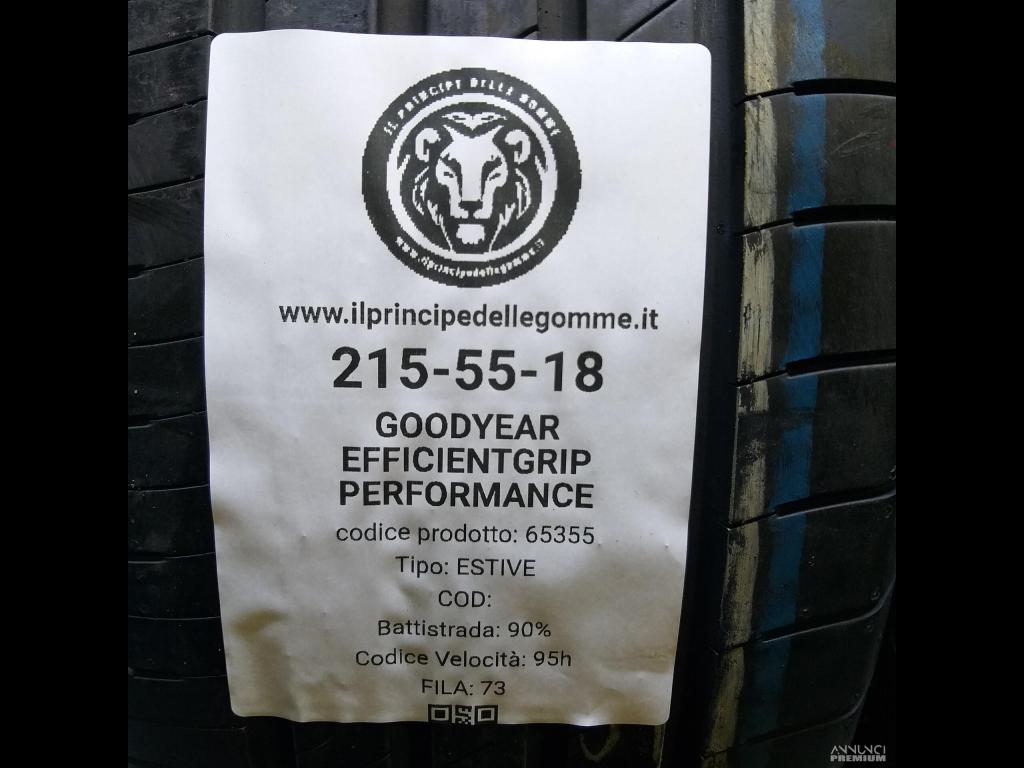 IL PRINCIPE DELLE GOMME
www.ilprincipedellegomme.it
www.ilprincipedellegomme.it
215-55-18
GOODYEAR
EFFICIENTGRIP
PERFORMANCE
codice prodotto: 65355
Tipo: ESTIVE
COD:
Battistrada: 90%
Codice Velocità: 95h
FILA: 73
ANNUNCI
PREMIUM